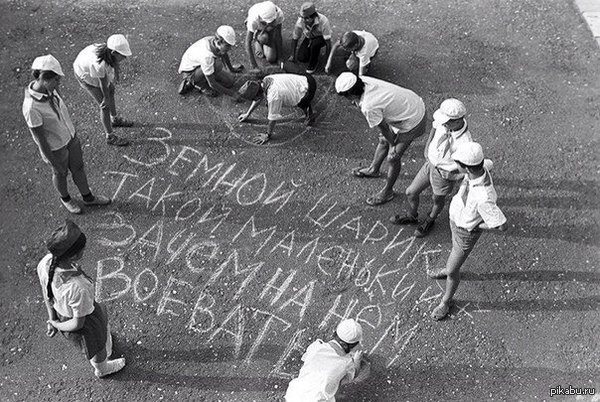 ЗЕМНОЙ ШАРИК
ТАКОЙ МАЛЕНЬКИЙ
ЗАЧЕМ НА НЁМ
ВОЕВАТЬ
pikabu.ru